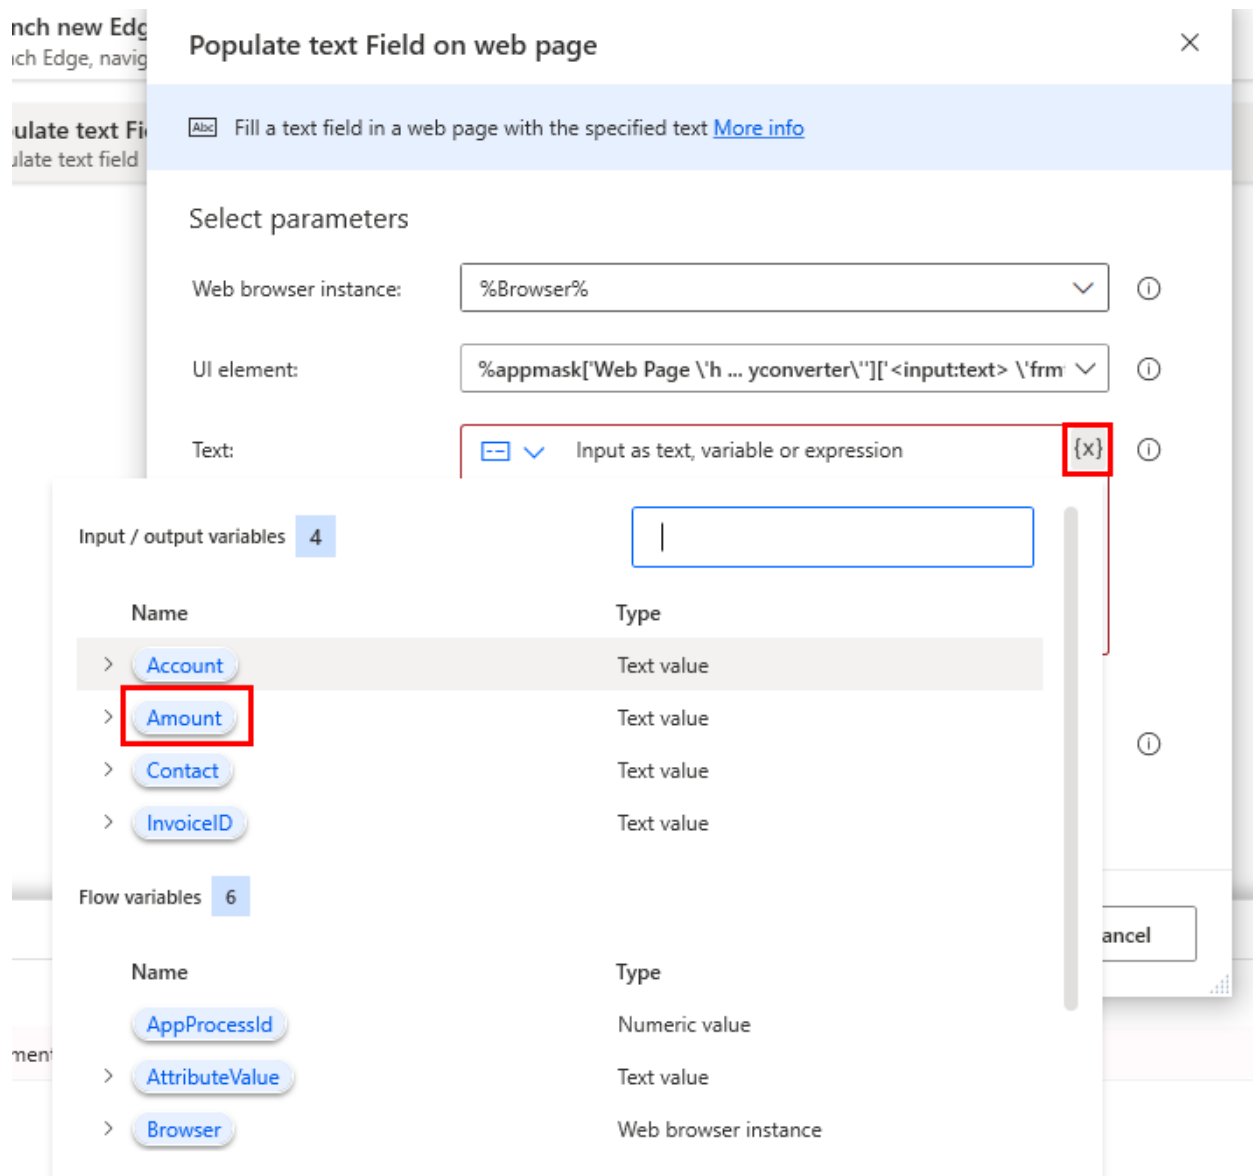 nch new Edg
ich Edge, navig
Populate text Field on web page
ulate text Fi
ulate text field
Abc Fill a text field in a web page with the specified text More info
Select parameters
Web browser instance: %Browser%
UI element: %appmask['Web Page \'h ... yconverter\'']['<input:text> \'frm
Text: Input as text, variable or expression {x}
Input / output variables 4
Name Type
Account Text value
Amount Text value
Contact Text value
InvoiceID Text value
Flow variables 6
ancel
Name Type
AppProcessId Numeric value
ment
AttributeValue Text value
Browser Web browser instance